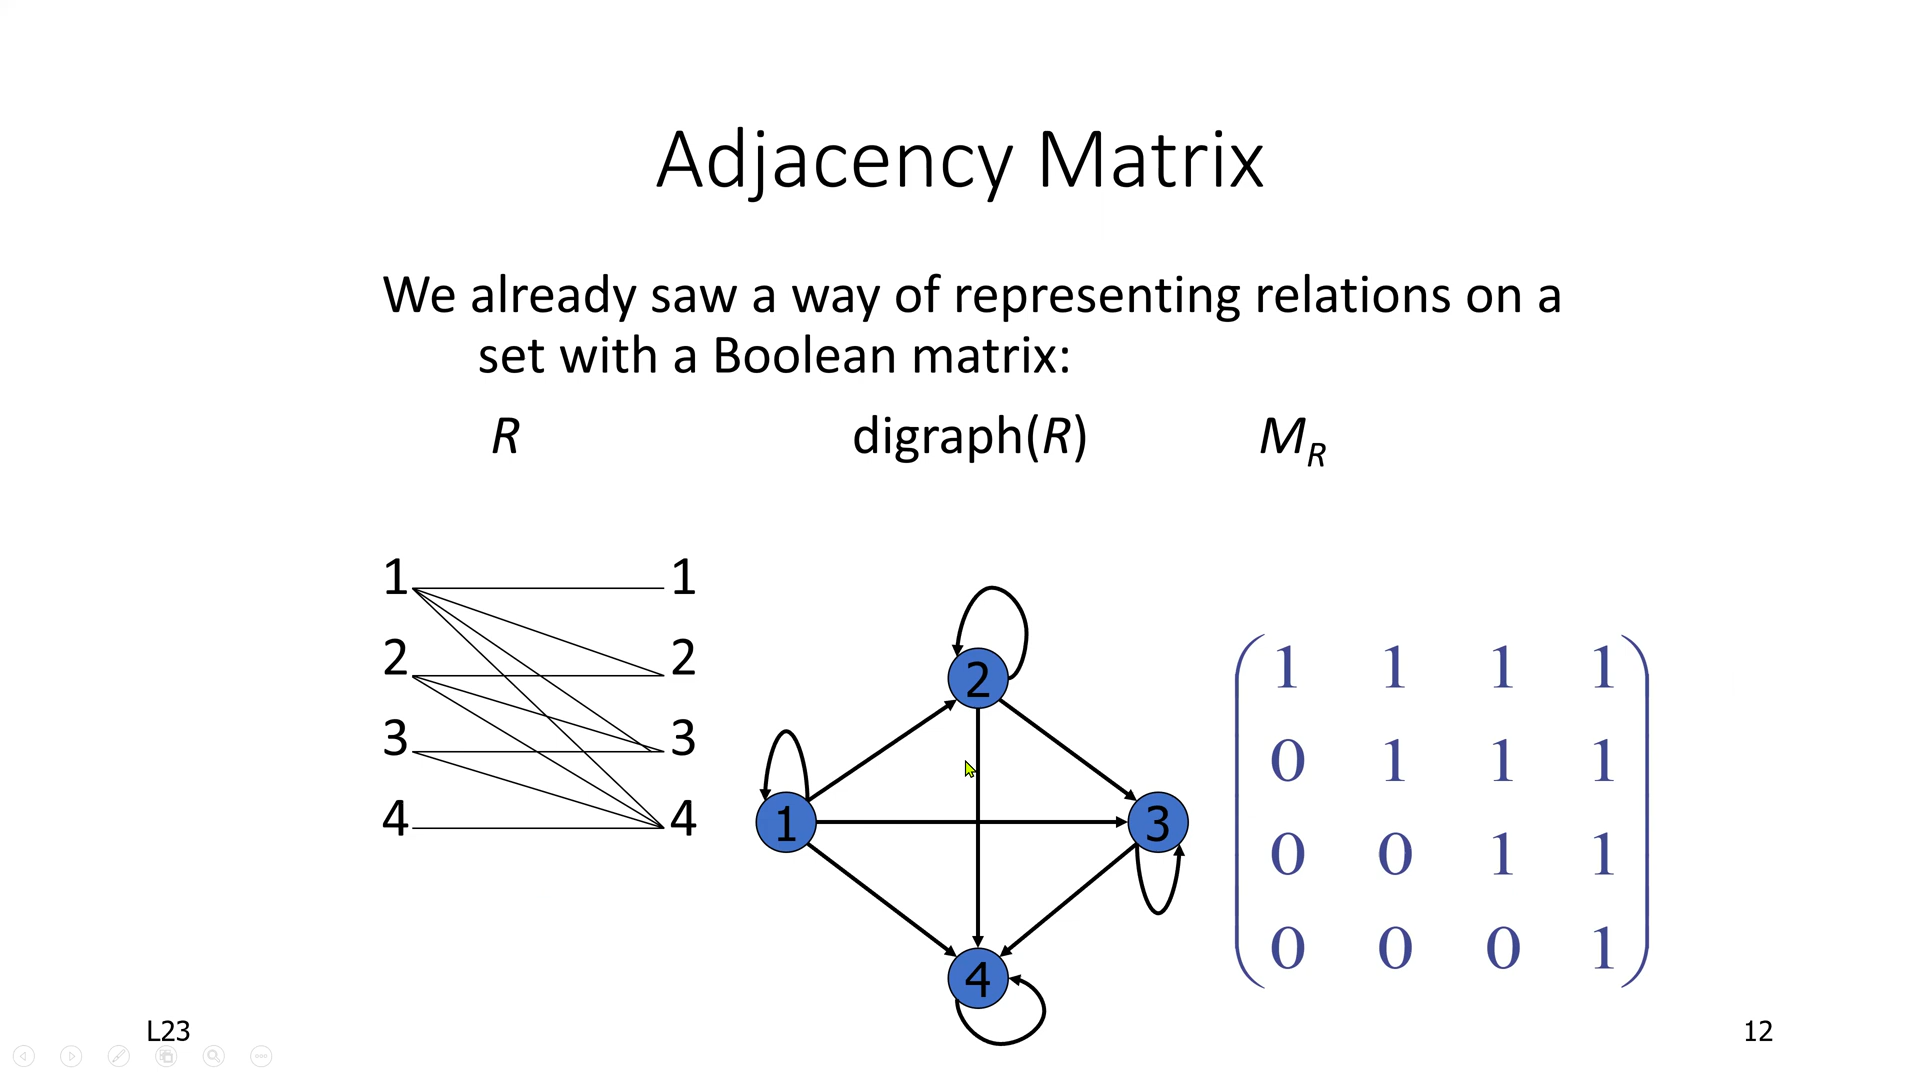 Adjacency Matrix
We already saw a way of representing relations on a
set with a Boolean matrix:
R digraph(R) M_R
1 1
2 2
3 3
4 4
2
1 3
4
1 1 1 1
0 1 1 1
0 0 1 1
0 0 0 1
L23 12